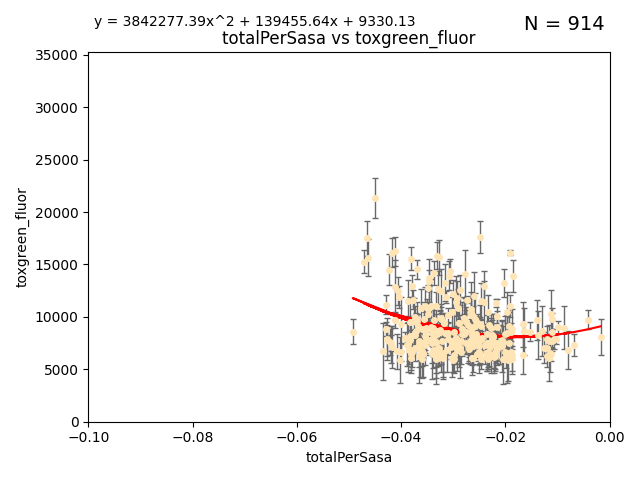 y = 3842277.39x^2 + 139455.64x + 9330.13
N = 914
totalPerSasa vs toxgreen_fluor
35000
30000
25000
20000
15000
10000
5000
0
toxgreen_fluor
−0.10
−0.08
−0.06
−0.04
−0.02
0.00
totalPerSasa